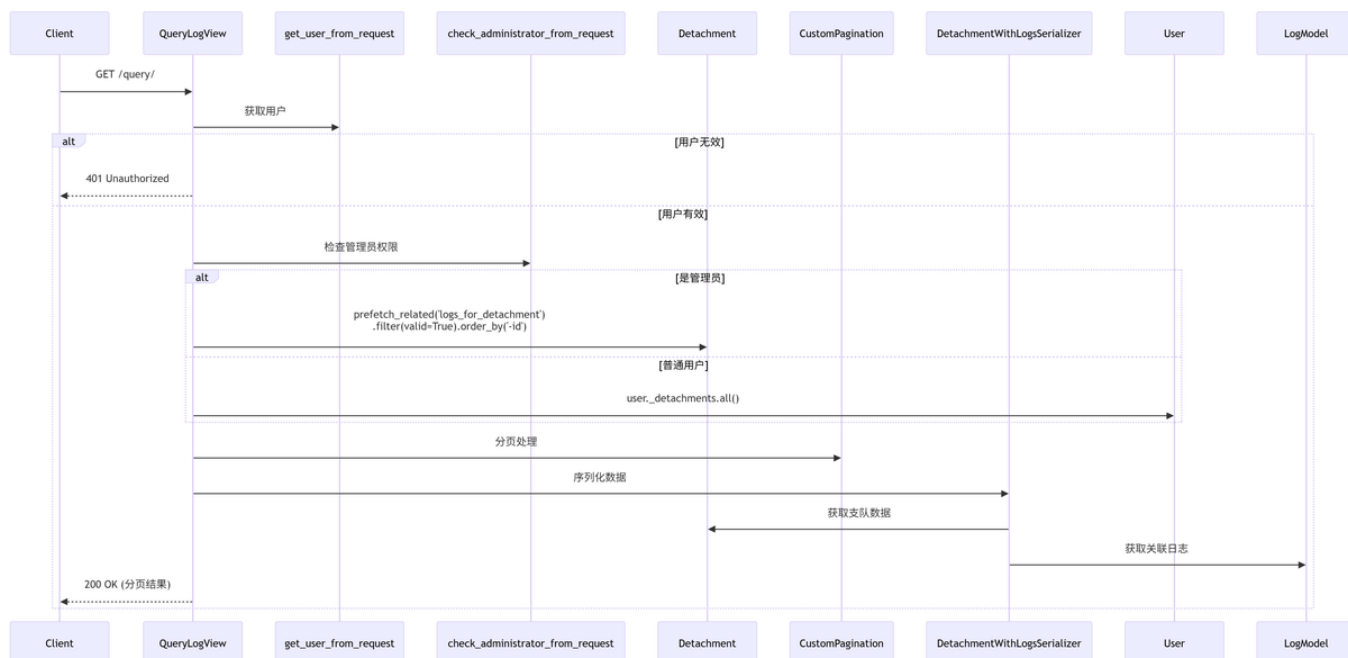 Client
QueryLogView
get_user_from_request
check_administrator_from_request
Detachment
CustomPagination
DetachmentWithLogsSerializer
User
LogModel
GET /query/
获取用户
alt
[用户无效]
401 Unauthorized
[用户有效]
检查管理员权限
alt
[是管理员]
prefetch_related('logs_for_detachment')
.filter(valid=True).order_by('-id')
[普通用户]
user._detachments.all()
分页处理
序列化数据
获取支队数据
获取关联日志
200 OK (分页结果)
Client
QueryLogView
get_user_from_request
check_administrator_from_request
Detachment
CustomPagination
DetachmentWithLogsSerializer
User
LogModel